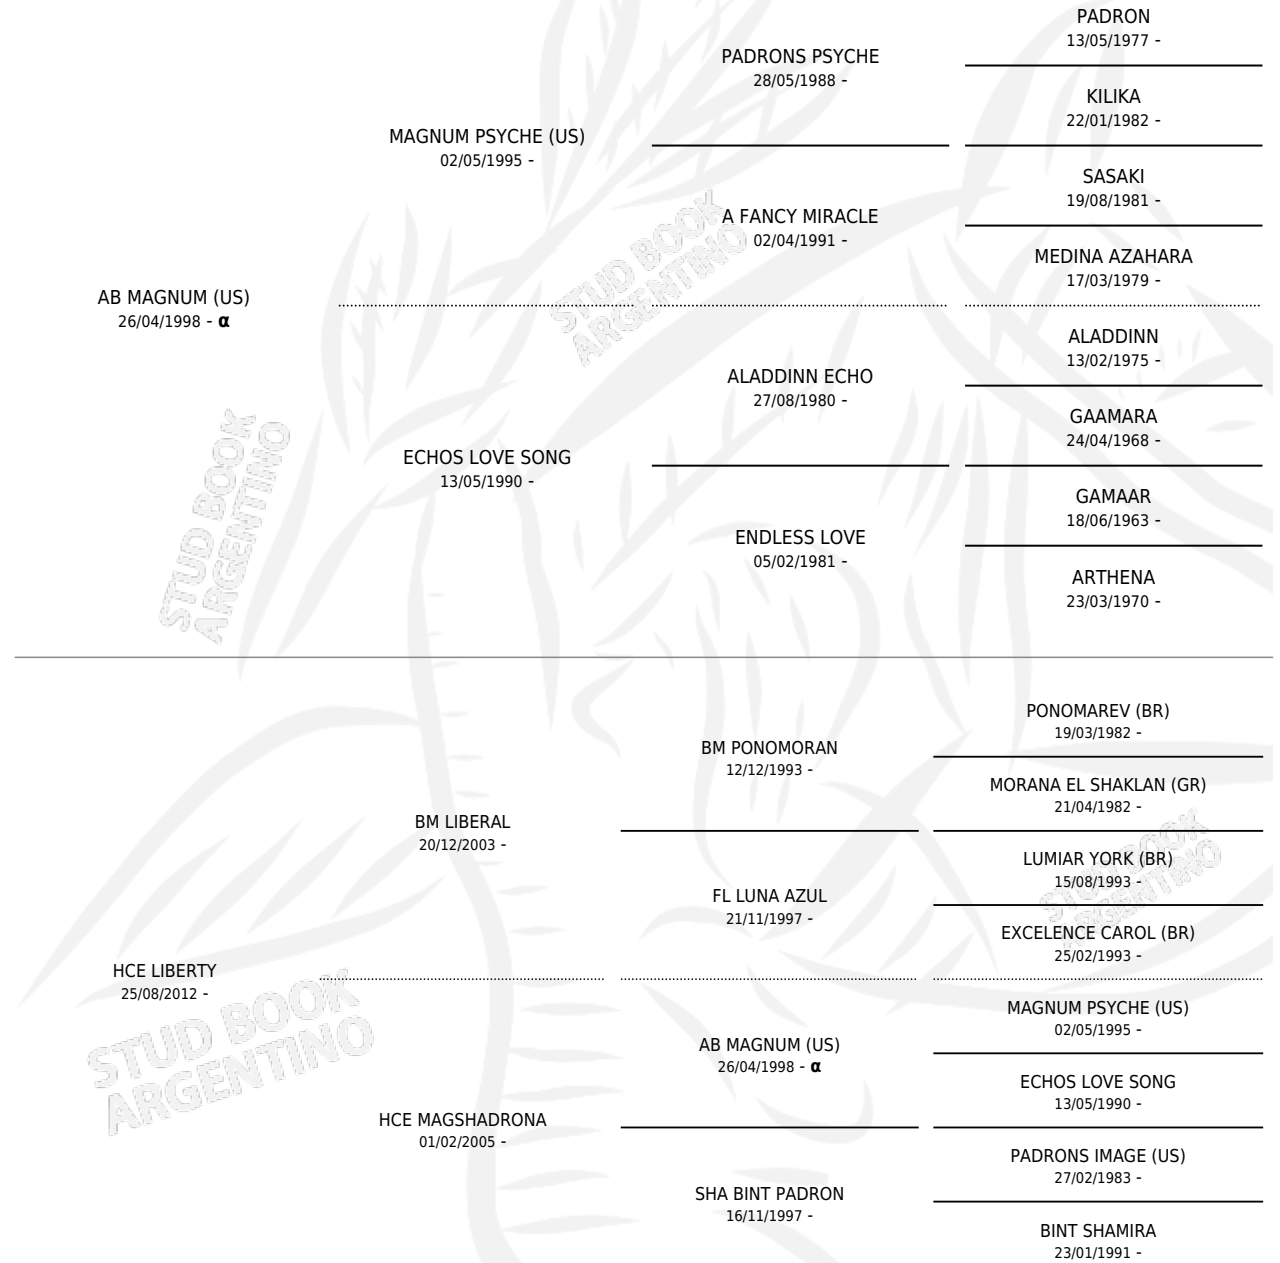 PADRON
13/05/1977 -
PADRONS PSYCHE
28/05/1988 -
KILIKA
22/01/1982 -
MAGNUM PSYCHE (US)
02/05/1995 -
SASAKI
19/08/1981 -
A FANCY MIRACLE
02/04/1991 -
MEDINA AZAHARA
17/03/1979 -
STUD BOOK
ARGENTINO
AB MAGNUM (US)
26/04/1998 - α
ALADDINN
13/02/1975 -
ALADDINN ECHO
27/08/1980 -
GAAMARA
24/04/1968 -
ECHOS LOVE SONG
13/05/1990 -
GAMAAR
18/06/1963 -
ENDLESS LOVE
05/02/1981 -
ARTHENA
23/03/1970 -
STUD BOOK
ARGENTINO
PONOMAREV (BR)
19/03/1982 -
BM PONOMORAN
12/12/1993 -
MORANA EL SHAKLAN (GR)
21/04/1982 -
BM LIBERAL
20/12/2003 -
LUMIAR YORK (BR)
15/08/1993 -
FL LUNA AZUL
21/11/1997 -
EXCELENCE CAROL (BR)
25/02/1993 -
STUD BOOK
ARGENTINO
HCE LIBERTY
25/08/2012 -
MAGNUM PSYCHE (US)
02/05/1995 -
AB MAGNUM (US)
26/04/1998 - α
ECHOS LOVE SONG
13/05/1990 -
HCE MAGSHADRONA
01/02/2005 -
PADRONS IMAGE (US)
27/02/1983 -
SHA BINT PADRON
16/11/1997 -
BINT SHAMIRA
23/01/1991 -
STUD BOOK
ARGENTINO